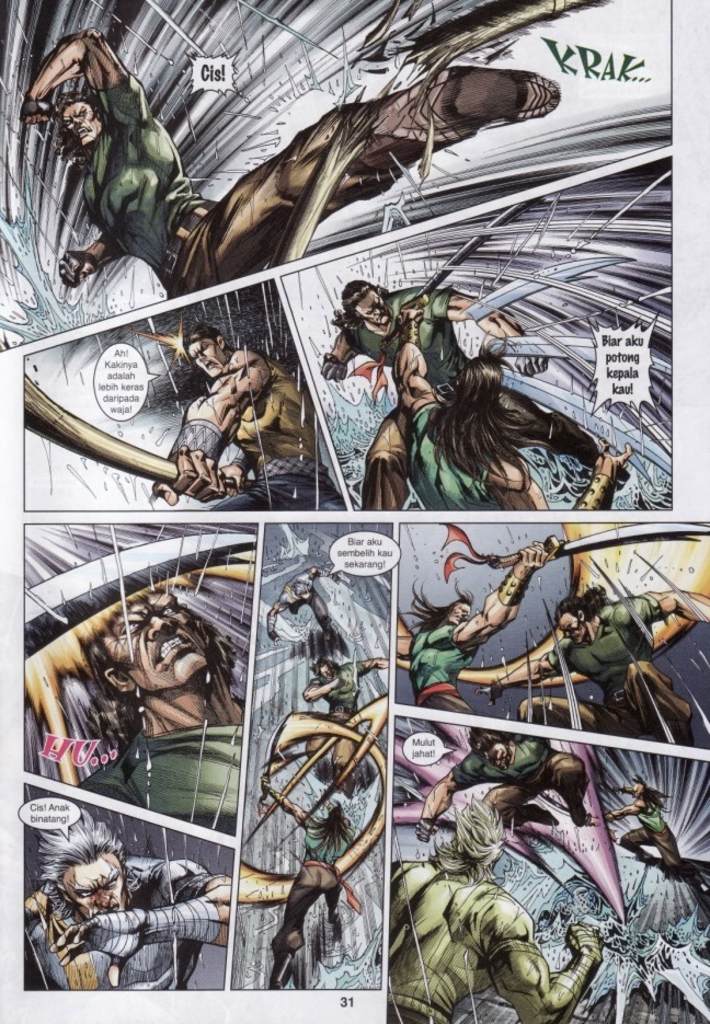 Cis!
KRAK...
Ah!
Kakinya
adalah
lebih keras
daripada
waja!
Biar aku
potong
kepala
kau!
HU...
Biar aku
sembelih kau
sekarang!
Cis! Anak
binatang!
Mulut
jahat!
31